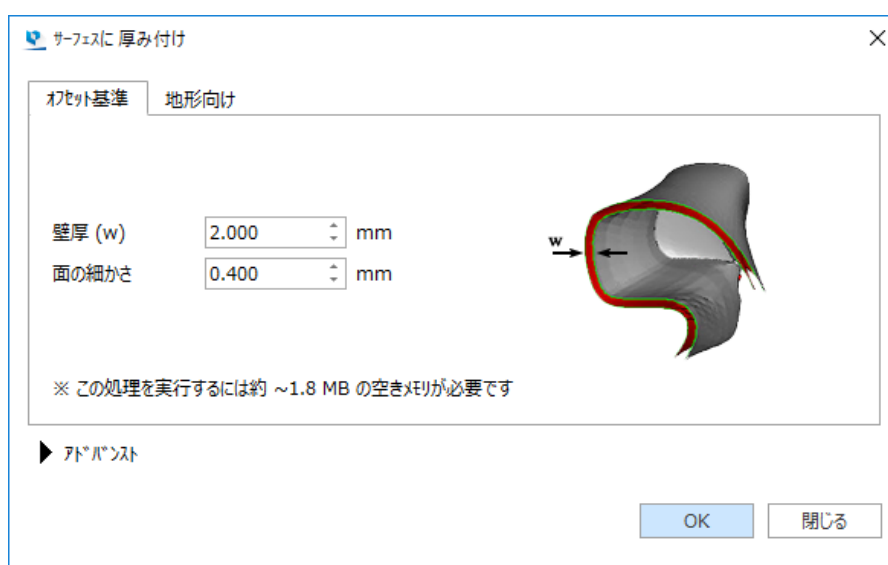 ｻｰﾌｪｽに 厚み付け
ｵﾌｾｯﾄ基準 地形向け
壁厚 (w) 2.000 mm
面の細かさ 0.400 mm
w
※ この処理を実行するには約 ~1.8 MB の空きﾒﾓﾘが必要です
ｱﾄﾞﾊﾞﾝｽﾄ
OK 閉じる